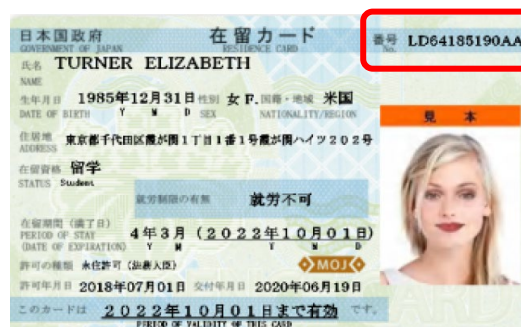 日本国政府 在留カード 番号 LD64185190AA
GOVERNMENT OF JAPAN RESIDENCE CARD No.
氏名 TURNER ELIZABETH
NAME
生年月日 1985年12月31日 性別 女 F. 国籍・地域 米国
DATE OF BIRTH Y M D SEX NATIONALITY/REGION
見本
住居地 東京都千代田区霞が関1丁目1番1号霞が関ハイツ202号
ADDRESS
在留資格 留学
STATUS Student
就労制限の有無 就労不可
在留期間(満了日) 4年3月(2022年10月01日)
PERIOD OF STAY
(DATE OF EXPIRATION) Y M Y M D
許可の種類 永住許可(法務大臣) MOJ
許可年月日 2018年07月01日 交付年月日 2020年06月19日
このカードは 2022年10月01日まで有効 です。
PERIOD OF VALIDITY OF THIS CARD